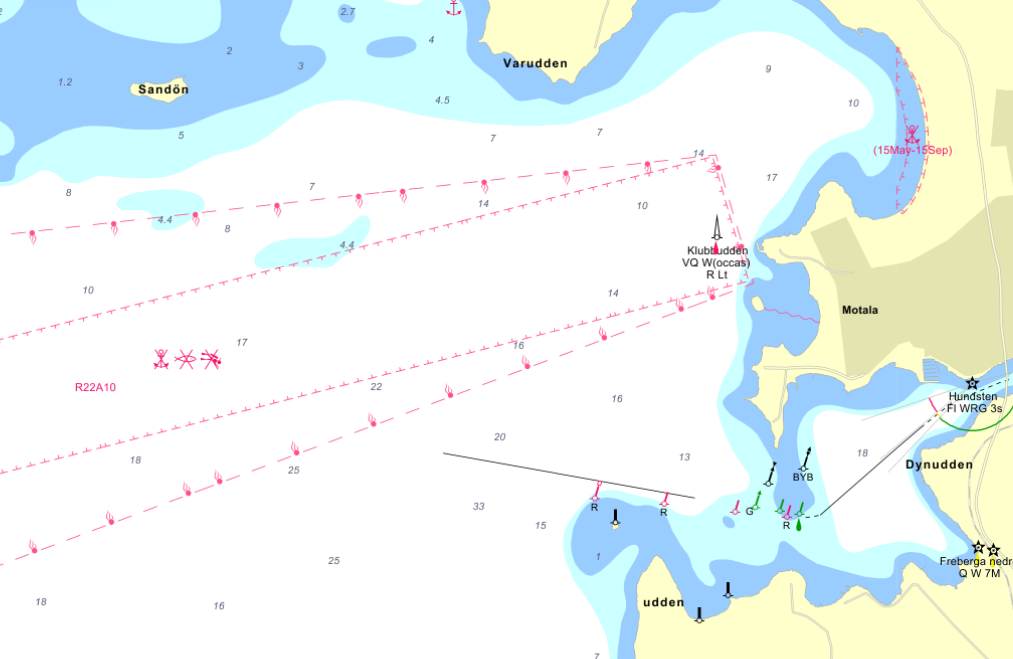 2
2.7
4
2
3
1.2
Sandön
Varudden
9
4.5
10
5
7
7
(15May-15Sep)
14
17
8
7
14
10
4.4
8
4.4
Klubbudden
VQ W(occas)
R Lt
10
14
Motala
17
16
R22A10
22
16
Hundsten
Fl WRG 3s
20
18
18
13
25
Dynudden
BYB
R
R
G
R
33
15
1
25
Freberga nedr
Q W 7M
18
16
udden
7